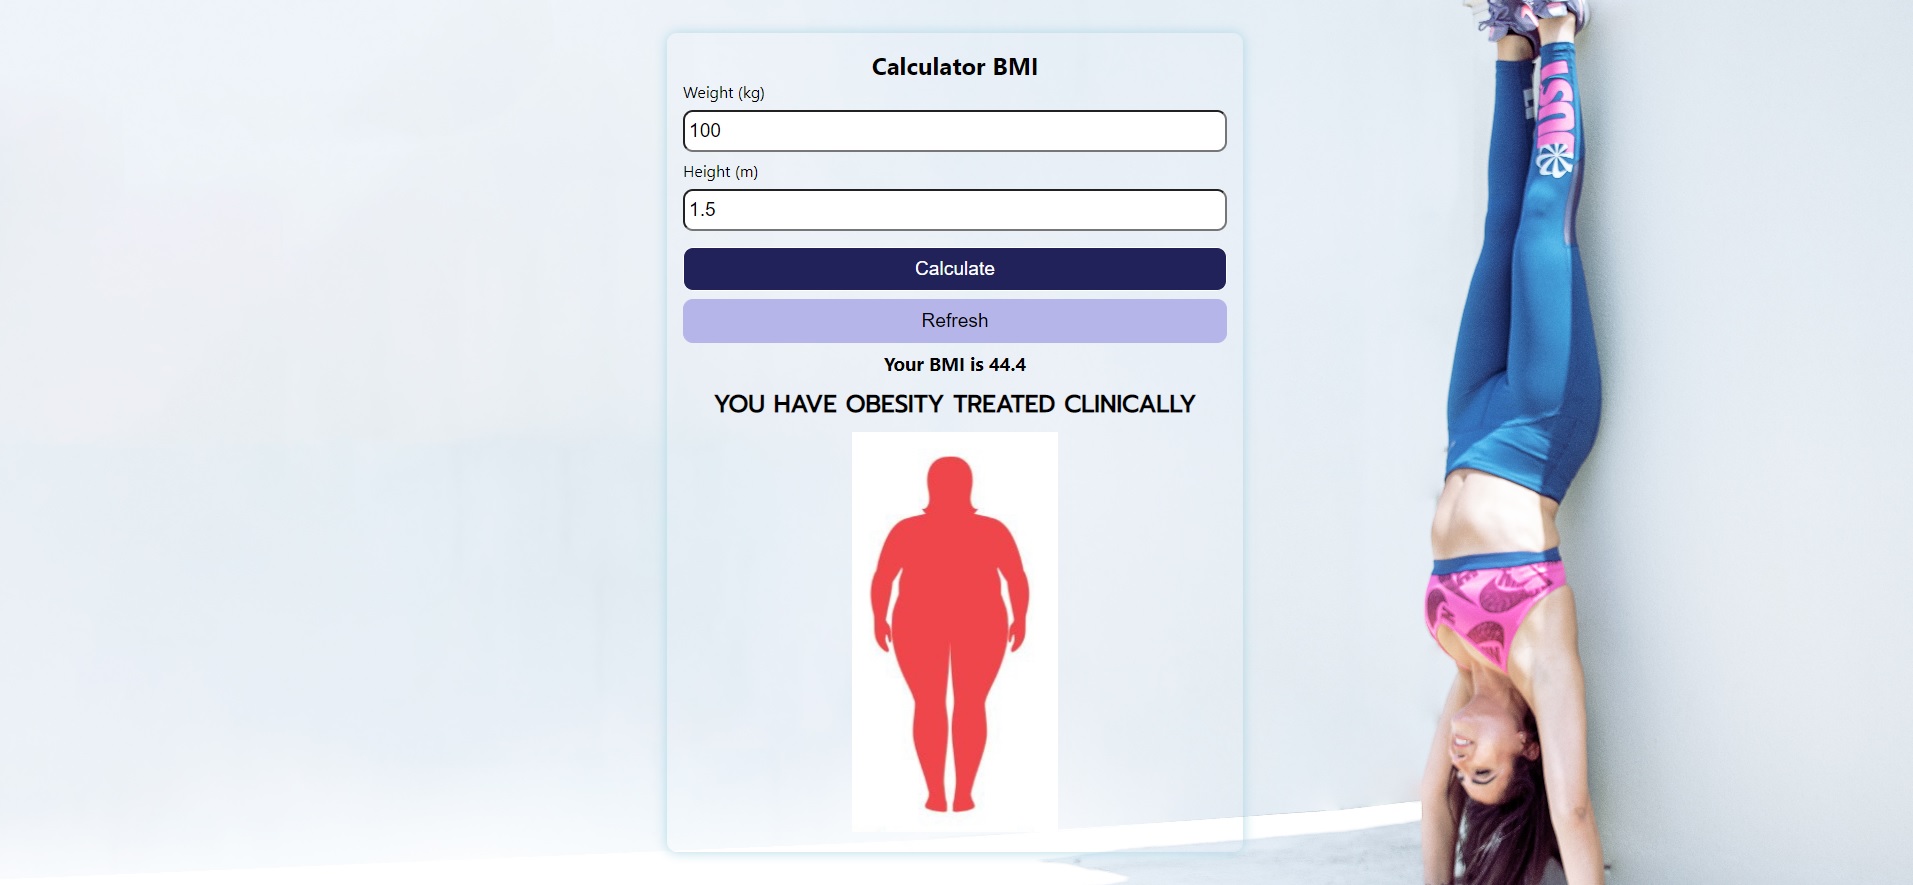 Calculator BMI
Weight (kg)
100
Height (m)
1.5
Calculate
Refresh
Your BMI is 44.4
YOU HAVE OBESITY TREATED CLINICALLY